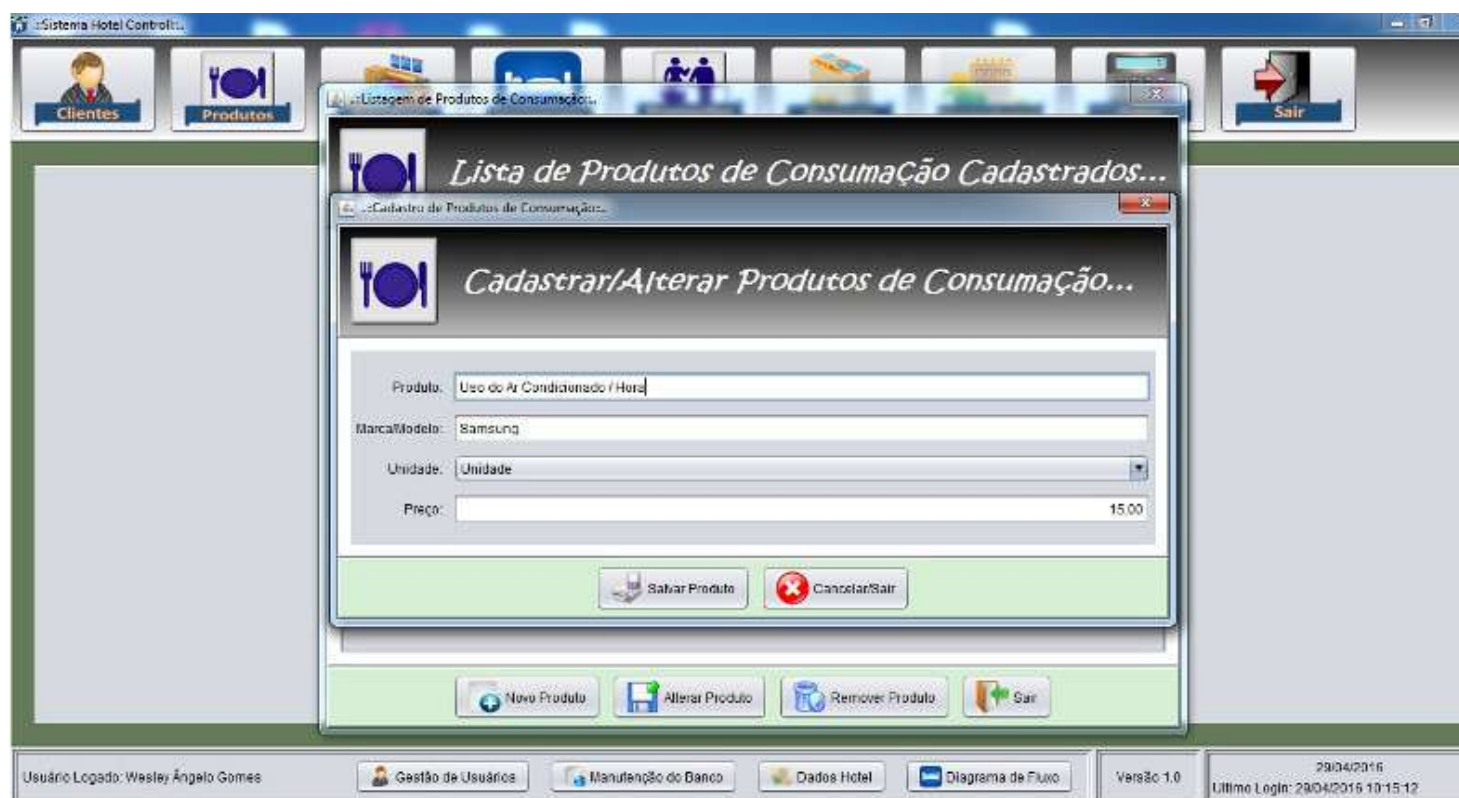 ..::Sistema Hotel Control::..
Clientes
Produtos
Sair
..::Listagem de Produtos de Consumação::..
Lista de Produtos de Consumação Cadastrados...
..::Cadastro de Produtos de Consumação::..
Cadastrar/Alterar Produtos de Consumação...
Produto: Uso do Ar Condicionado / Hora
Marca/Modelo: Samsung
Unidade: Unidade
Preço: 15.00
Salvar Produto Cancelar/Sair
Novo Produto Alterar Produto Remover Produto Sair
Usuário Logado: Wesley Ângelo Gomes Gestão de Usuários Manutenção do Banco Dados Hotel Diagrama de Fluxo Versão 1.0
29/04/2016
Ultimo Login: 29/04/2016 10:15:12